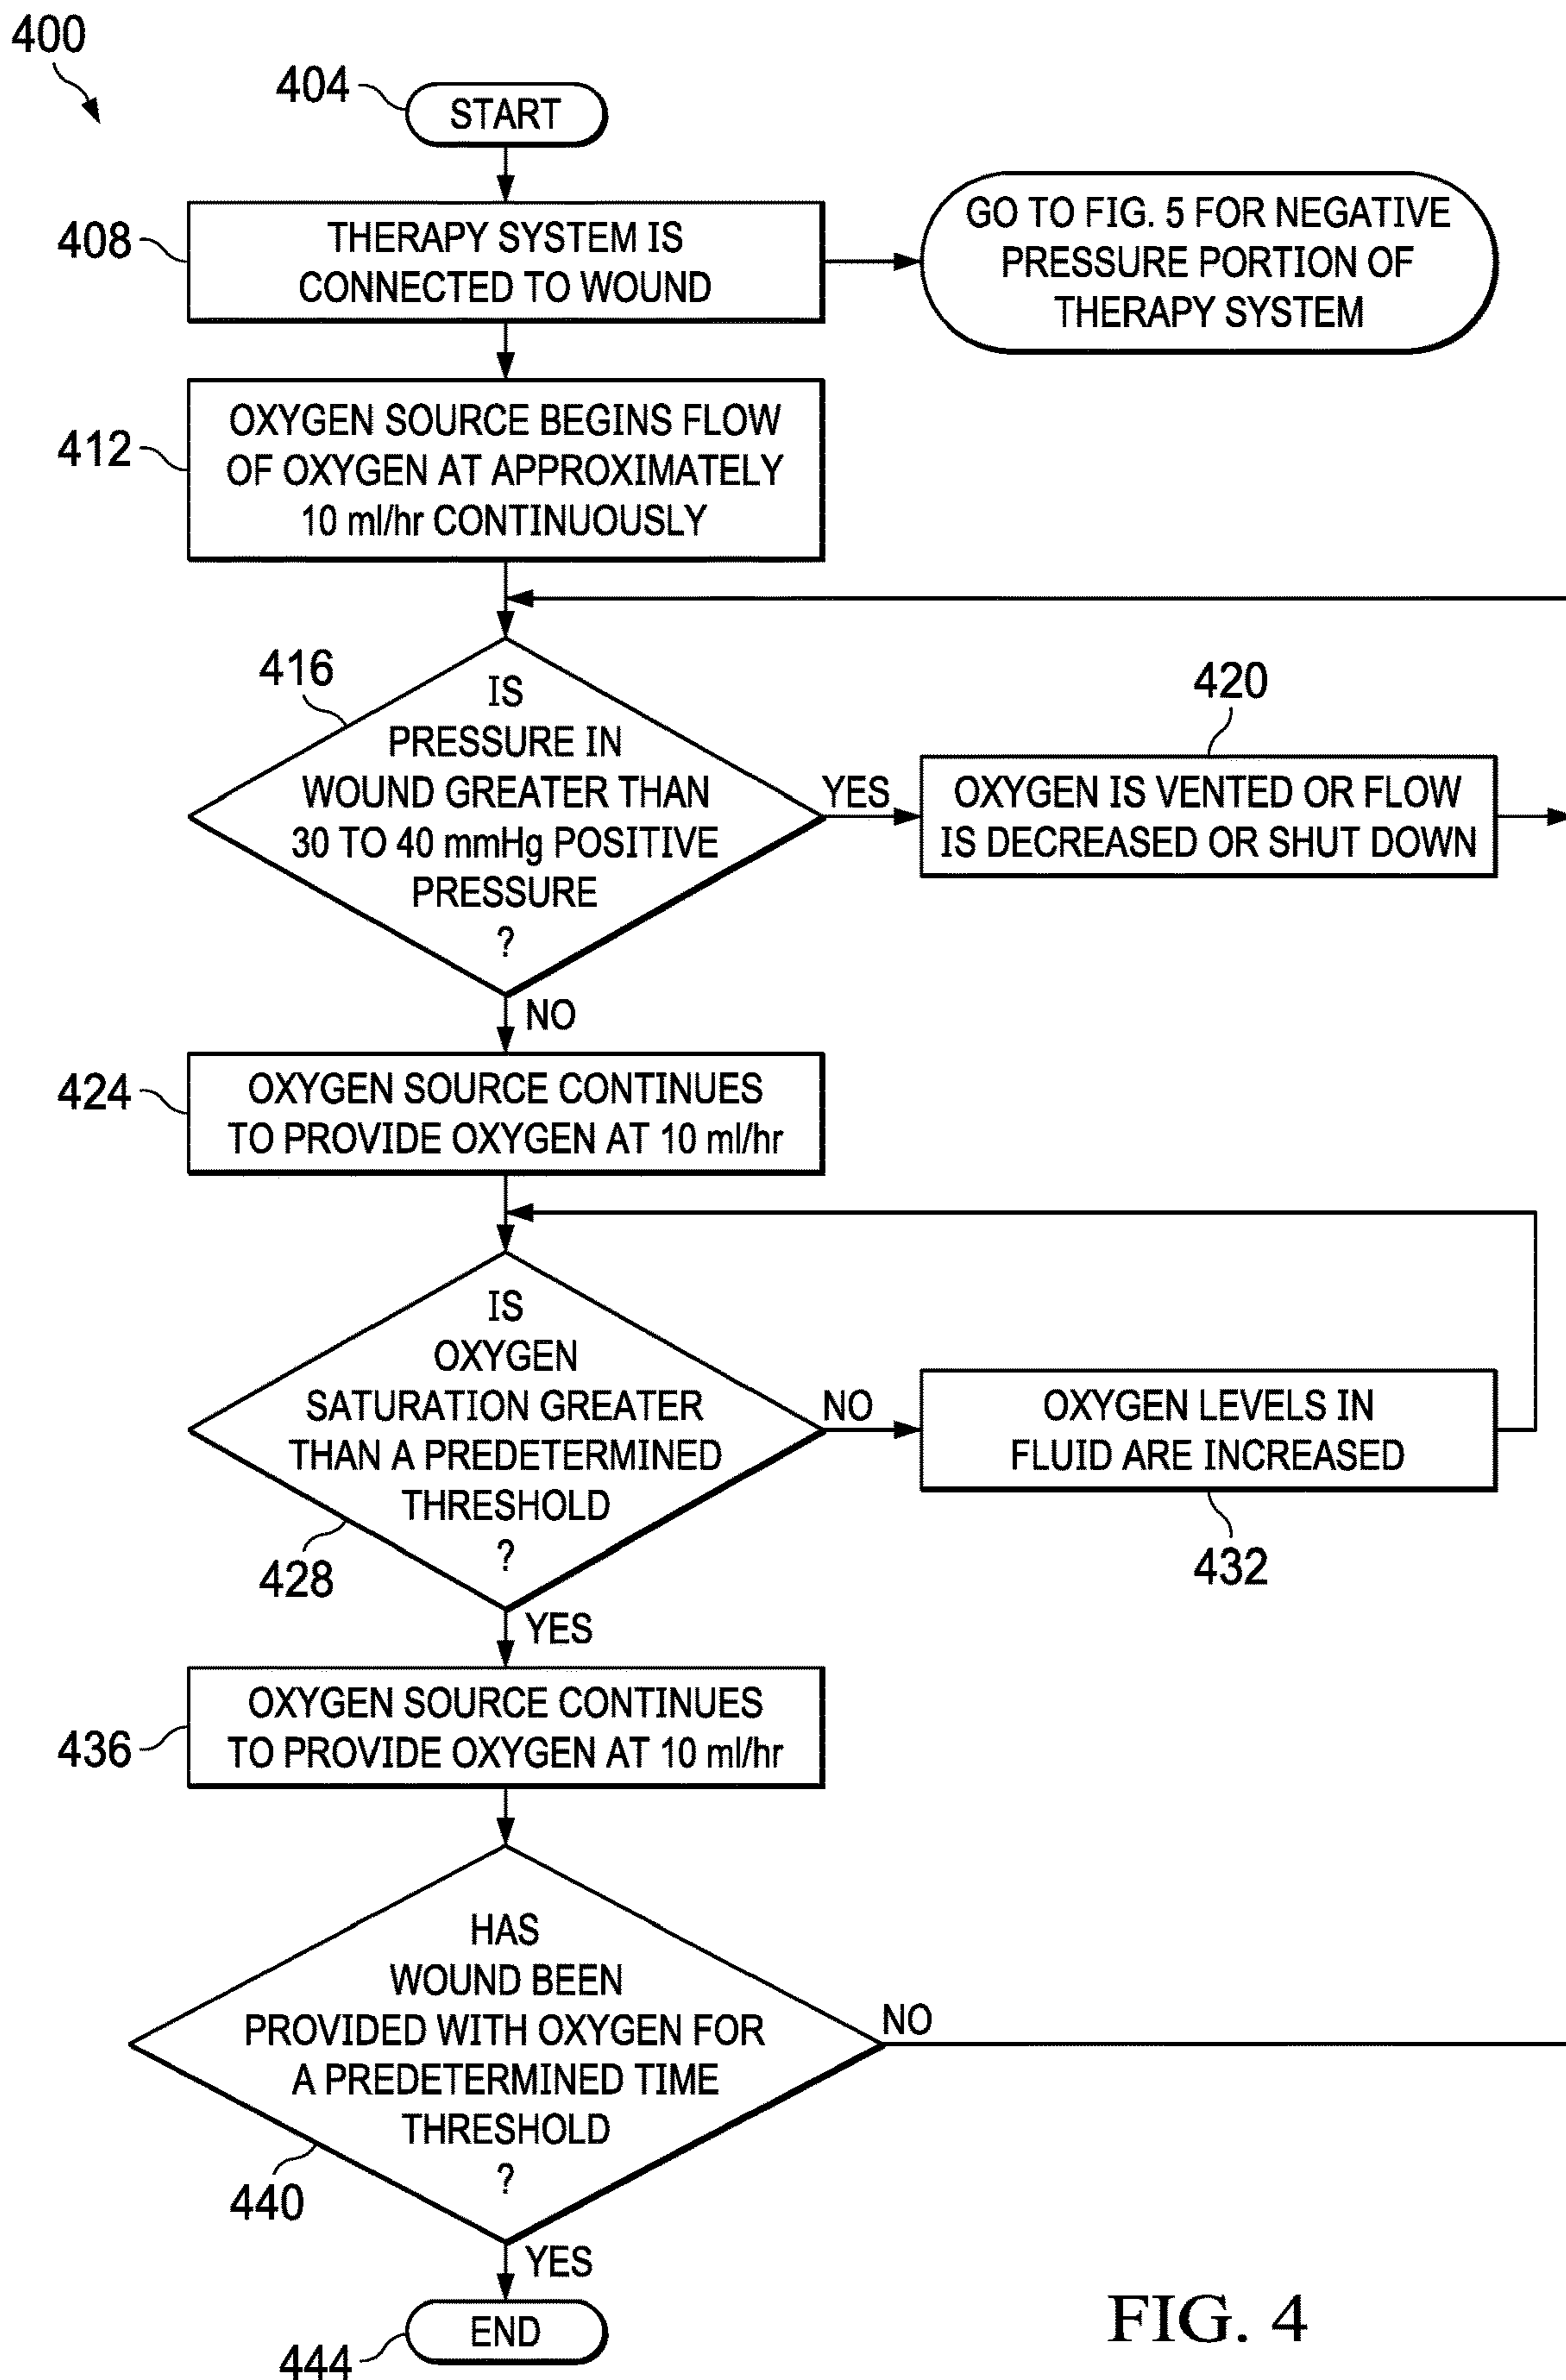 400
404
START
408
THERAPY SYSTEM IS
CONNECTED TO WOUND
GO TO FIG. 5 FOR NEGATIVE
PRESSURE PORTION OF
THERAPY SYSTEM
412
OXYGEN SOURCE BEGINS FLOW
OF OXYGEN AT APPROXIMATELY
10 ml/hr CONTINUOUSLY
416
IS
PRESSURE IN
WOUND GREATER THAN
30 TO 40 mmHg POSITIVE
PRESSURE
?
YES
420
OXYGEN IS VENTED OR FLOW
IS DECREASED OR SHUT DOWN
NO
424
OXYGEN SOURCE CONTINUES
TO PROVIDE OXYGEN AT 10 ml/hr
IS
OXYGEN
SATURATION GREATER
THAN A PREDETERMINED
THRESHOLD
?
428
NO
OXYGEN LEVELS IN
FLUID ARE INCREASED
432
YES
436
OXYGEN SOURCE CONTINUES
TO PROVIDE OXYGEN AT 10 ml/hr
HAS
WOUND BEEN
PROVIDED WITH OXYGEN FOR
A PREDETERMINED TIME
THRESHOLD
?
440
NO
YES
END
444
FIG. 4